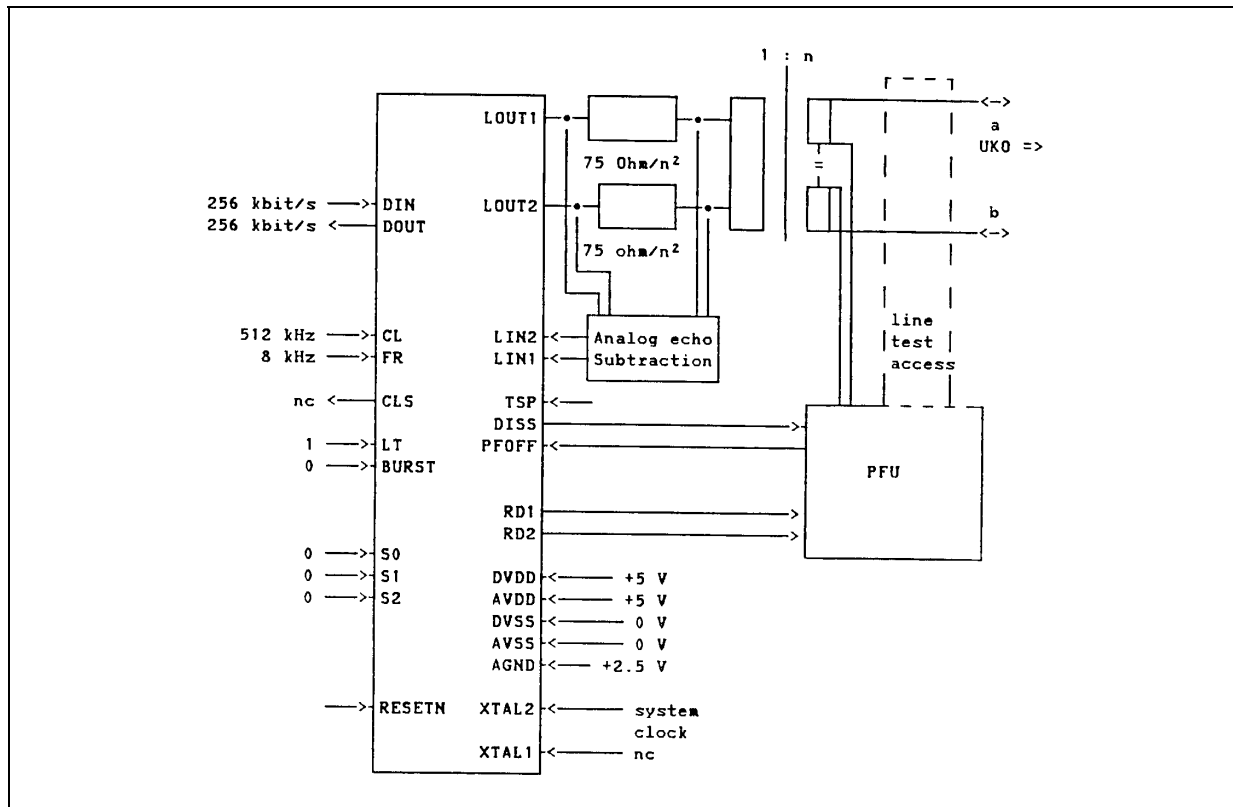 1 : n
LOUT1
75 Ohm/n²
a
UKO =>
=
256 kbit/s DIN
256 kbit/s DOUT
LOUT2
75 ohm/n²
b
512 kHz CL
8 kHz FR
LIN2
LIN1
Analog echo
Subtraction
line
test
access
nc CLS
TSP
DISS
1 LT
PFOFF
0 BURST
PFU
RD1
RD2
0 S0
0 S1
0 S2
DVDD +5 V
AVDD +5 V
DVSS 0 V
AVSS 0 V
AGND +2.5 V
RESETN
XTAL2 system
clock
XTAL1 nc